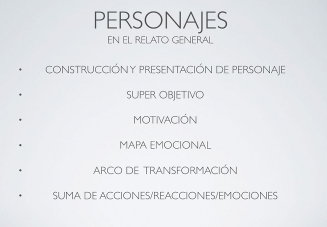 PERSONAJES
EN EL RELATO GENERAL
• CONSTRUCCIÓN Y PRESENTACIÓN DE PERSONAJE
• SUPER OBJETIVO
• MOTIVACIÓN
• MAPA EMOCIONAL
• ARCO DE TRANSFORMACIÓN
• SUMA DE ACCIONES/REACCIONES/EMOCIONES